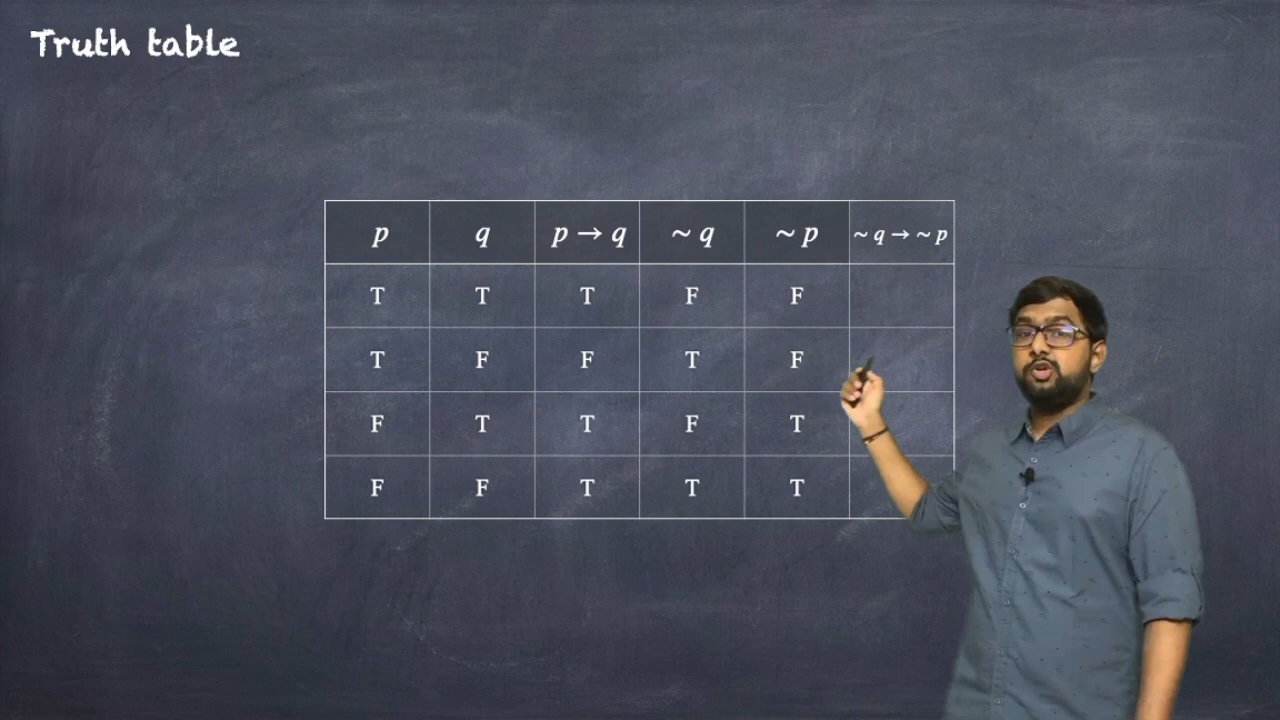 Truth table
p q p → q ~ q ~ p ~ q → ~ p
T T T F F
T F F T F
F T T F T
F F T T T